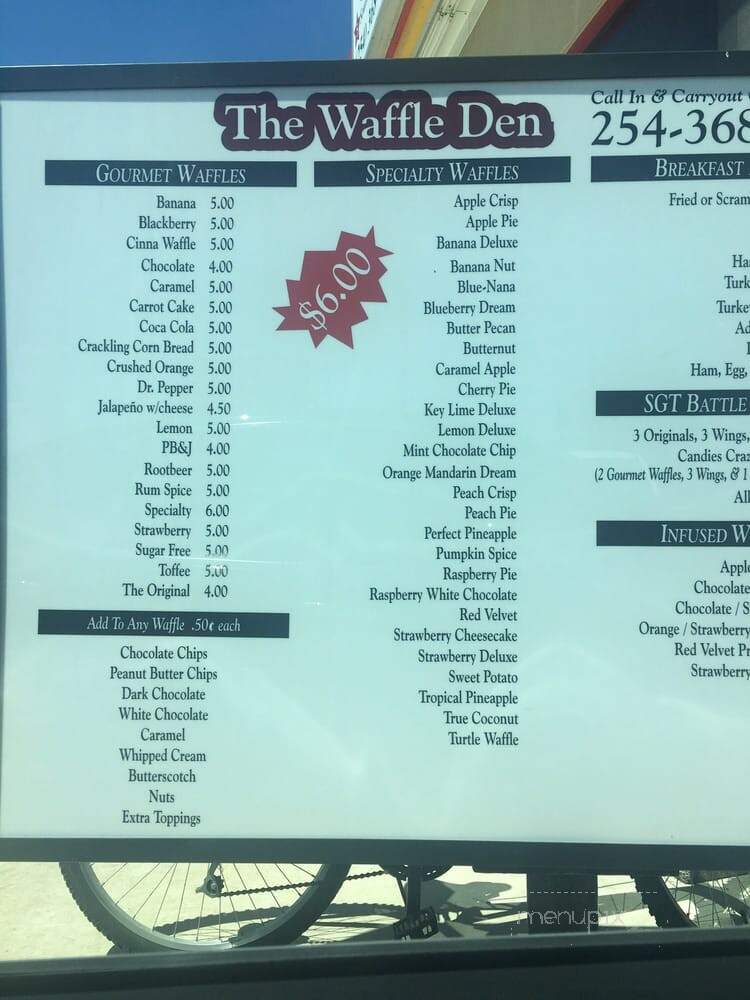 The Waffle Den
Call In & Carryout
254-368
GOURMET WAFFLES
Banana 5.00
Blackberry 5.00
Cinna Waffle 5.00
Chocolate 4.00
Caramel 5.00
Carrot Cake 5.00
Coca Cola 5.00
Crackling Corn Bread 5.00
Crushed Orange 5.00
Dr. Pepper 5.00
Jalapeño w/cheese 4.50
Lemon 5.00
PB&J 4.00
Rootbeer 5.00
Rum Spice 5.00
Specialty 6.00
Strawberry 5.00
Sugar Free 5.00
Toffee 5.00
The Original 4.00
Add To Any Waffle .50¢ each
Chocolate Chips
Peanut Butter Chips
Dark Chocolate
White Chocolate
Caramel
Whipped Cream
Butterscotch
Nuts
Extra Toppings
SPECIALTY WAFFLES
$6.00
Apple Crisp
Apple Pie
Banana Deluxe
Banana Nut
Blue-Nana
Blueberry Dream
Butter Pecan
Butternut
Caramel Apple
Cherry Pie
Key Lime Deluxe
Lemon Deluxe
Mint Chocolate Chip
Orange Mandarin Dream
Peach Crisp
Peach Pie
Perfect Pineapple
Pumpkin Spice
Raspberry Pie
Raspberry White Chocolate
Red Velvet
Strawberry Cheesecake
Strawberry Deluxe
Sweet Potato
Tropical Pineapple
True Coconut
Turtle Waffle
BREAKFAST
Fried or Scram
Ha
Turk
Turke
Ad
Ham, Egg,
SGT BATTLE
3 Originals, 3 Wings,
Candies Craz
(2 Gourmet Waffles, 3 Wings, & 1
All
INFUSED W
Apple
Chocolate
Chocolate / S
Orange / Strawberry
Red Velvet Pr
Strawberry
menupix